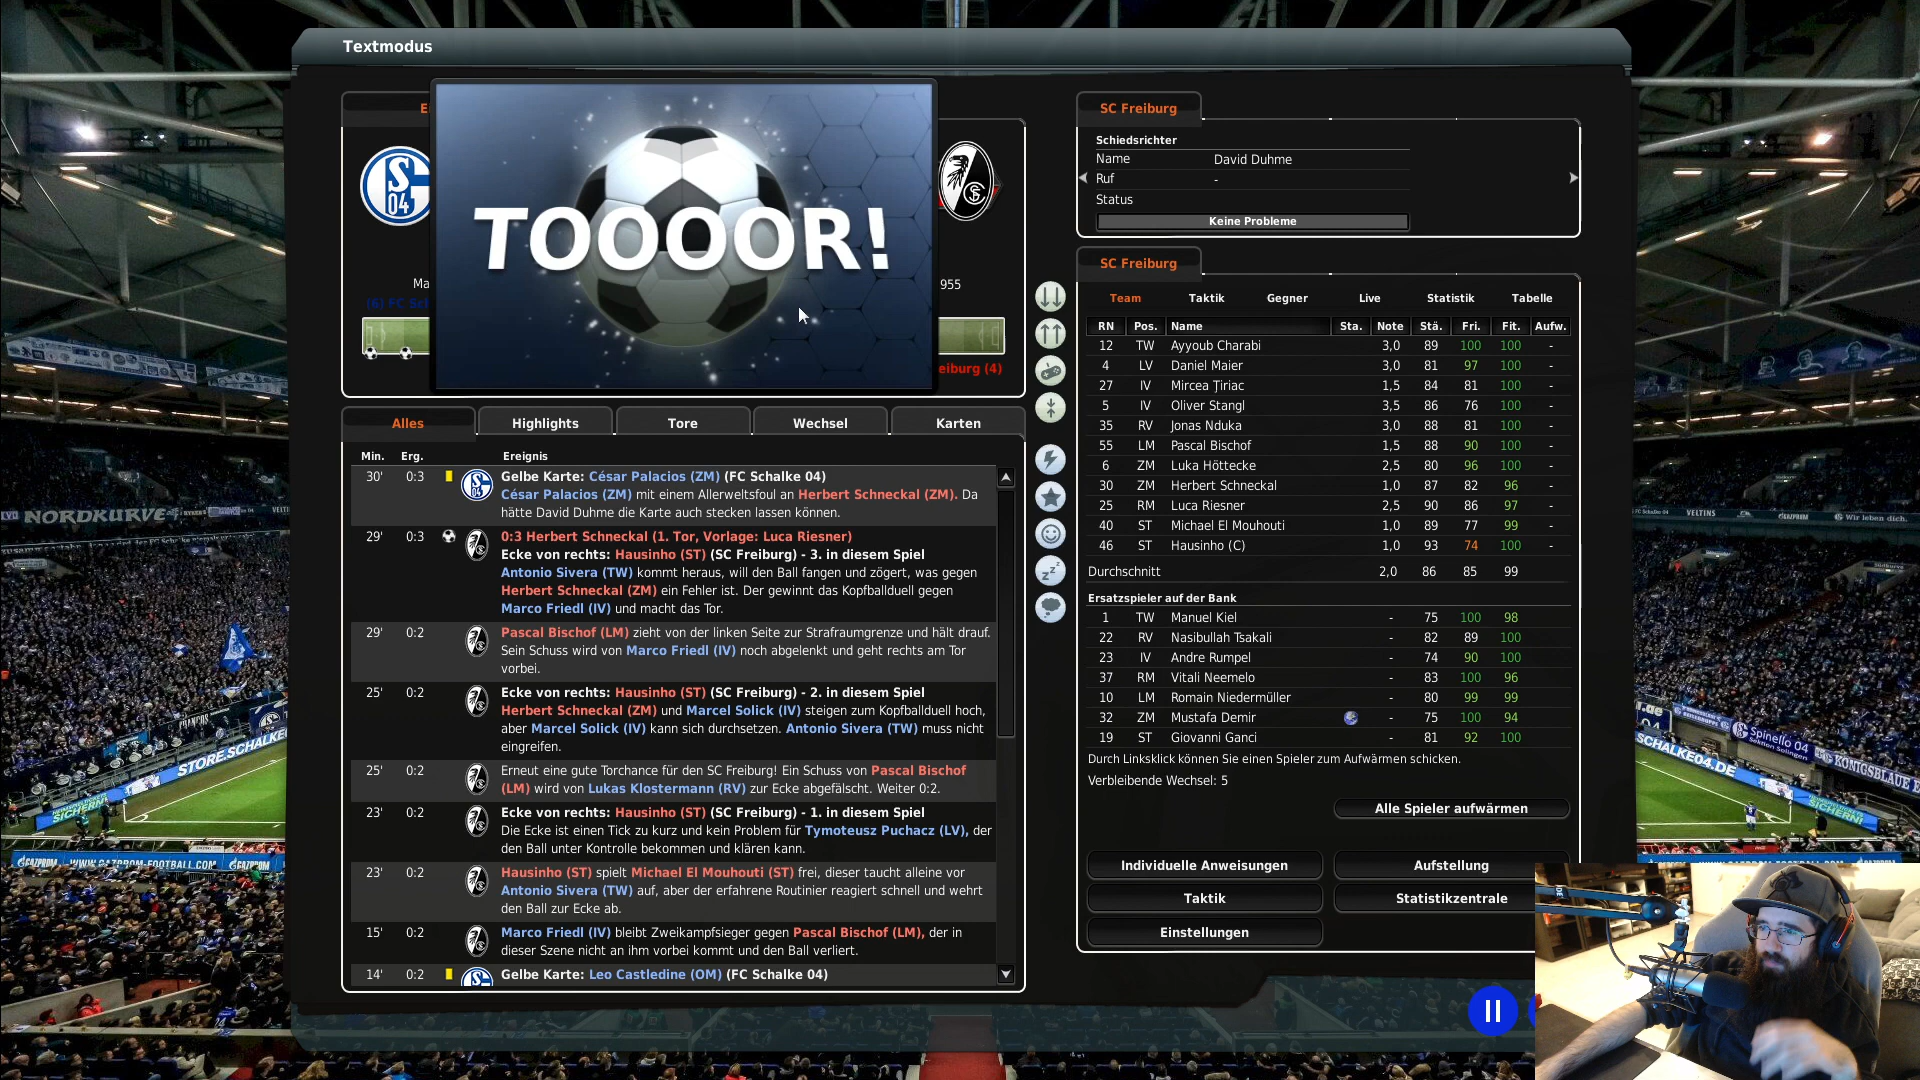 Textmodus
TOOOOR!
S
04
955
(6) FC Sch
eiburg (4)
Alles
Highlights
Tore
Wechsel
Karten
Min. Erg. Ereignis
30' 0:3 Gelbe Karte: César Palacios (ZM) (FC Schalke 04)
César Palacios (ZM) mit einem Allerweltsfoul an Herbert Schneckal (ZM). Da
hätte David Duhme die Karte auch stecken lassen können.
29' 0:3 0:3 Herbert Schneckal (1. Tor, Vorlage: Luca Riesner)
Ecke von rechts: Hausinho (ST) (SC Freiburg) - 3. in diesem Spiel
Antonio Sivera (TW) kommt heraus, will den Ball fangen und zögert, was gegen
Herbert Schneckal (ZM) ein Fehler ist. Der gewinnt das Kopfballduell gegen
Marco Friedl (IV) und macht das Tor.
29' 0:2 Pascal Bischof (LM) zieht von der linken Seite zur Strafraumgrenze und hält drauf.
Sein Schuss wird von Marco Friedl (IV) noch abgelenkt und geht rechts am Tor
vorbei.
25' 0:2 Ecke von rechts: Hausinho (ST) (SC Freiburg) - 2. in diesem Spiel
Herbert Schneckal (ZM) und Marcel Solick (IV) steigen zum Kopfballduell hoch,
aber Marcel Solick (IV) kann sich durchsetzen. Antonio Sivera (TW) muss nicht
eingreifen.
25' 0:2 Erneut eine gute Torchance für den SC Freiburg! Ein Schuss von Pascal Bischof
(LM) wird von Lukas Klostermann (RV) zur Ecke abgefälscht. Weiter 0:2.
23' 0:2 Ecke von rechts: Hausinho (ST) (SC Freiburg) - 1. in diesem Spiel
Die Ecke ist einen Tick zu kurz und kein Problem für Tymoteusz Puchacz (LV), der
den Ball unter Kontrolle bekommen und klären kann.
23' 0:2 Hausinho (ST) spielt Michael El Mouhouti (ST) frei, dieser taucht alleine vor
Antonio Sivera (TW) auf, aber der erfahrene Routinier reagiert schnell und wehrt
den Ball zur Ecke ab.
15' 0:2 Marco Friedl (IV) bleibt Zweikampfsieger gegen Pascal Bischof (LM), der in
dieser Szene nicht an ihm vorbei kommt und den Ball verliert.
14' 0:2 Gelbe Karte: Leo Castledine (OM) (FC Schalke 04)
SC Freiburg
Schiedsrichter
Name David Duhme
Ruf -
Status
Keine Probleme
SC Freiburg
Team Taktik Gegner Live Statistik Tabelle
RN Pos. Name Sta. Note Stä. Fri. Fit. Aufw.
12 TW Ayyoub Charabi 3,0 89 100 100 -
4 LV Daniel Maier 3,0 81 97 100 -
27 IV Mircea Țiriac 1,5 84 81 100 -
5 IV Oliver Stangl 3,5 86 76 100 -
35 RV Jonas Nduka 3,0 88 81 100 -
55 LM Pascal Bischof 1,5 88 90 100 -
6 ZM Luka Höttecke 2,5 80 96 100 -
30 ZM Herbert Schneckal 1,0 87 82 96 -
25 RM Luca Riesner 2,5 90 86 97 -
40 ST Michael El Mouhouti 1,0 89 77 99 -
46 ST Hausinho (C) 1,0 93 74 100 -
Durchschnitt 2,0 86 85 99
Ersatzspieler auf der Bank
1 TW Manuel Kiel - 75 100 98
22 RV Nasibullah Tsakali - 82 89 100
23 IV Andre Rumpel - 74 90 100
37 RM Vitali Neemelo - 83 100 96
10 LM Romain Niedermüller - 80 99 99
32 ZM Mustafa Demir - 75 100 94
19 ST Giovanni Ganci - 81 92 100
Durch Linksklick können Sie einen Spieler zum Aufwärmen schicken.
Verbleibende Wechsel: 5
Alle Spieler aufwärmen
Individuelle Anweisungen
Aufstellung
Taktik
Statistikzentrale
Einstellungen
NORDKURVE
VELTINS
Wir leben dich.
STORE.SCHALKE
SCHALKE04.DE
Spinello 04
KÖNIGSBLAUE
GAZPROM
WWW.GAZPROM-FOOTBALL.COM